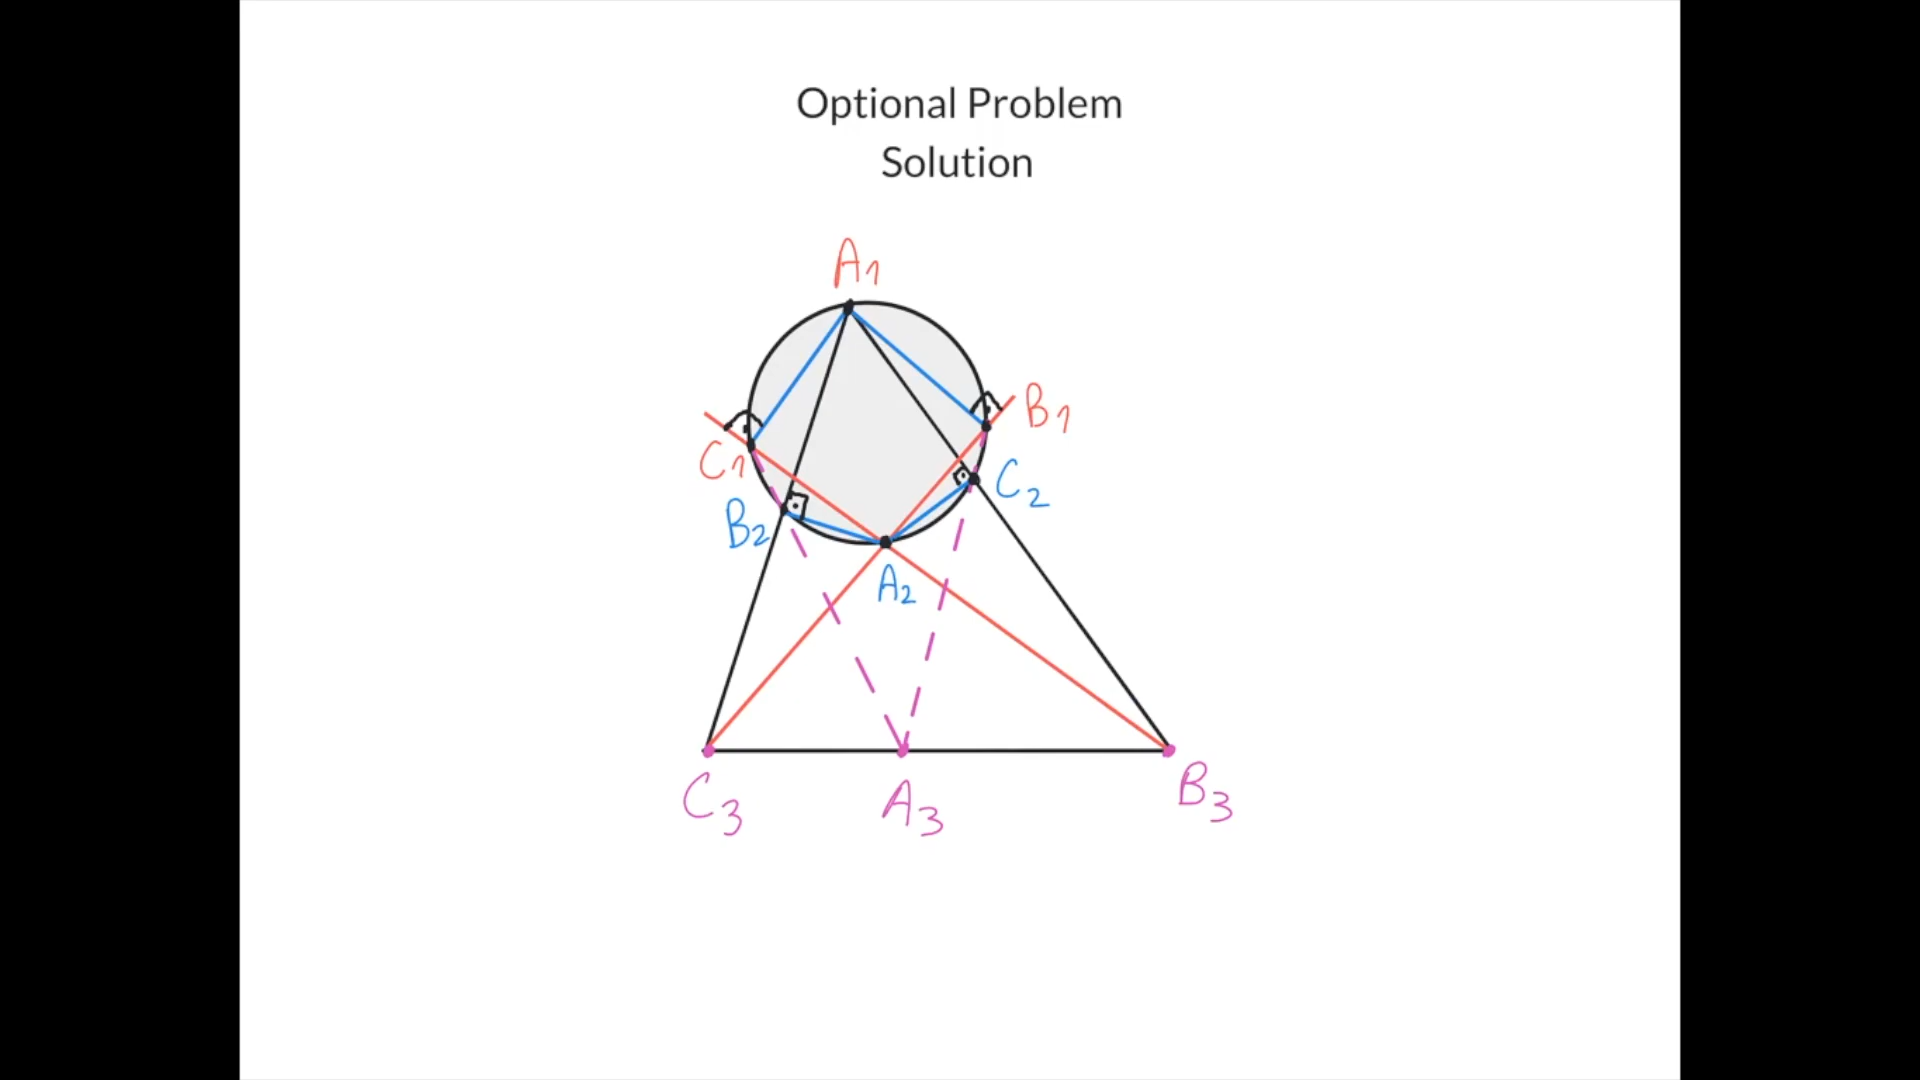 Optional Problem
Solution
A1
B1
C1
C2
B2
A2
C3
A3
B3